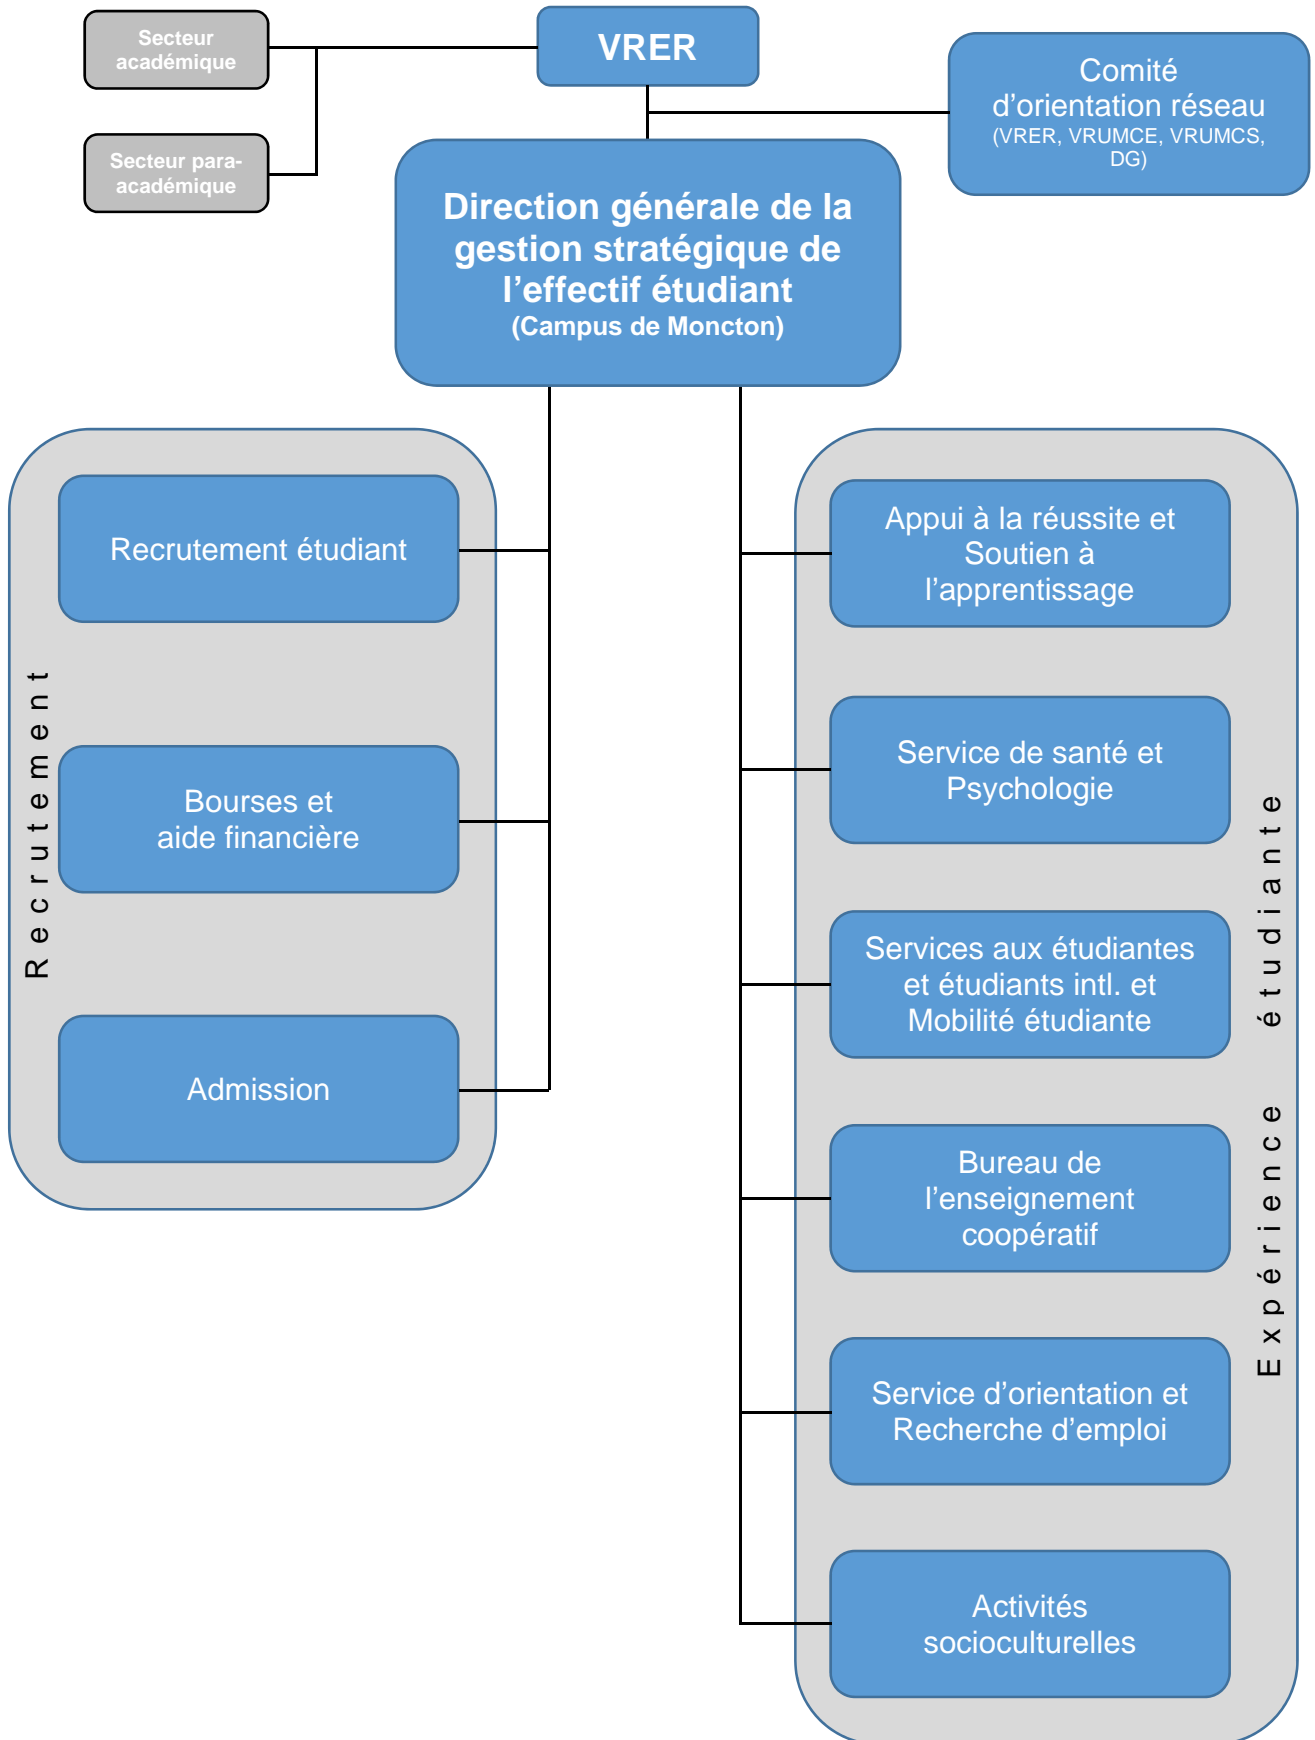 Secteur
académique
VRER
Comité
d'orientation réseau
(VRER, VRUMCE, VRUMCS,
DG)
Secteur para-
académique
Direction générale de la
gestion stratégique de
l'effectif étudiant
(Campus de Moncton)
Recrutement
Recrutement étudiant
Bourses et
aide financière
Admission
Appui à la réussite et
Soutien à
l'apprentissage
Service de santé et
Psychologie
Services aux étudiantes
et étudiants intl. et
Mobilité étudiante
Bureau de
l'enseignement
coopératif
Service d'orientation et
Recherche d'emploi
Activités
socioculturelles
Expérience étudiante